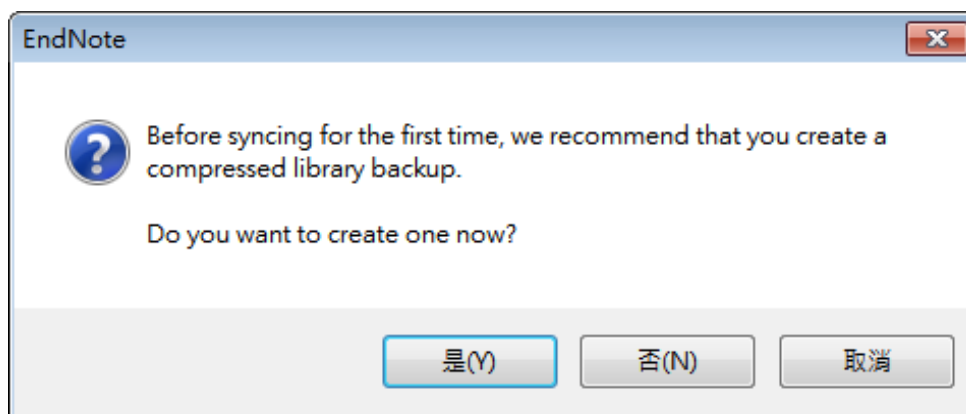 EndNote
Before syncing for the first time, we recommend that you create a
compressed library backup.
Do you want to create one now?
是(Y)
否(N)
取消